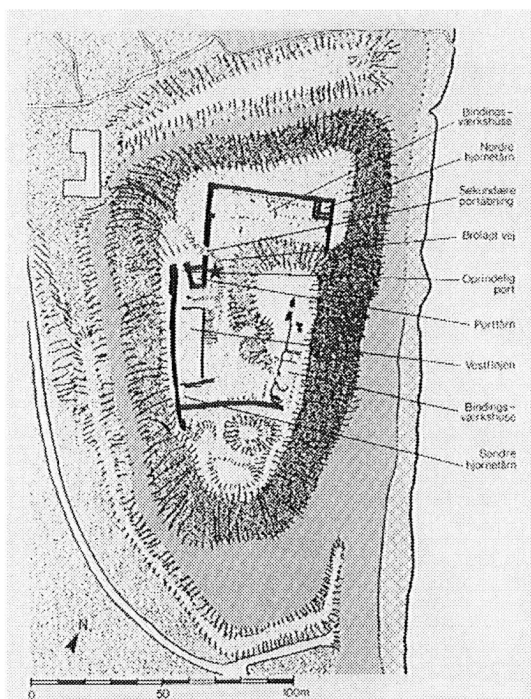 Bindings-
værkshuse
Nordre
hjørnetårn
Sekundære
portåbning
Brolagt vej
Oprindelig
port
Porttårn
Vestfløjen
Bindings-
værkshuse
Søndre
hjørnetårn
N
0
50
100m